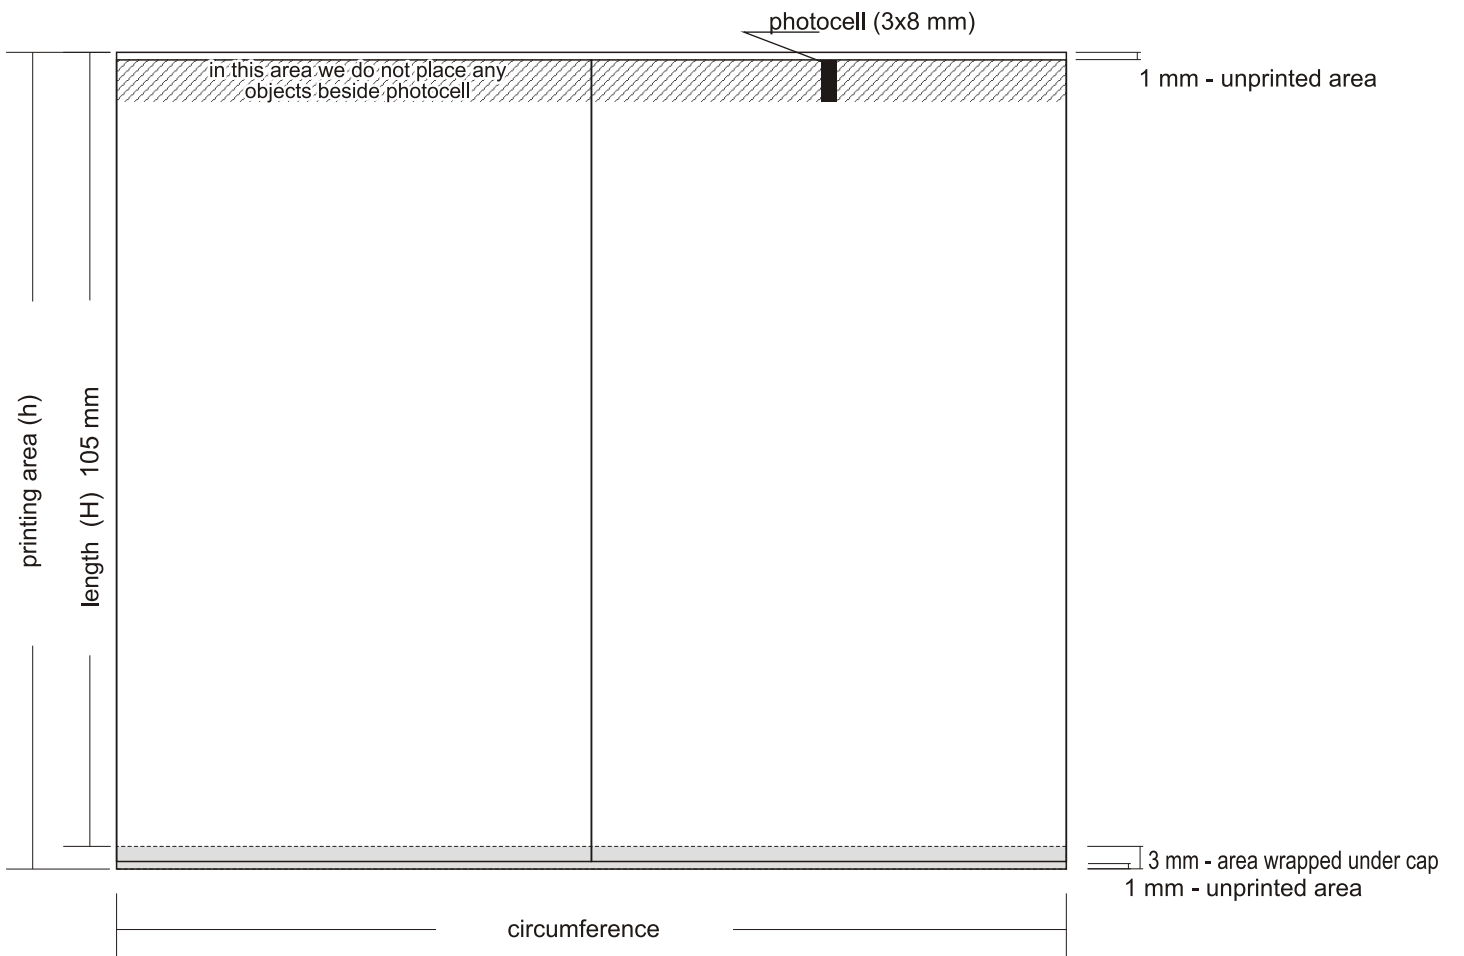 photocell (3x8 mm)
in this area we do not place any
objects beside photocell
1 mm - unprinted area
printing area (h)
length (H) 105 mm
3 mm - area wrapped under cap
1 mm - unprinted area
circumference